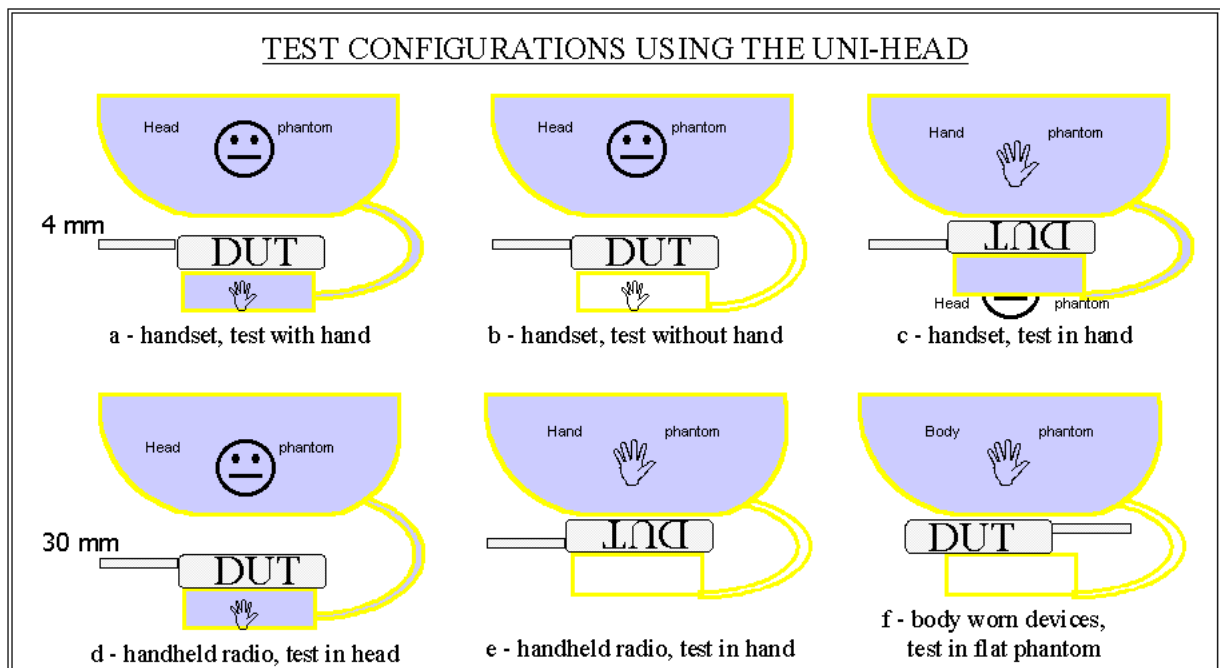 TEST CONFIGURATIONS USING THE UNI-HEAD
Head phantom
4 mm
DUT
a - handset, test with hand
Head phantom
DUT
b - handset, test without hand
Hand phantom
DUT
Head phantom
c - handset, test in hand
Head phantom
30 mm
DUT
d - handheld radio, test in head
Hand phantom
DUT
e - handheld radio, test in hand
Body phantom
DUT
f - body worn devices,
test in flat phantom